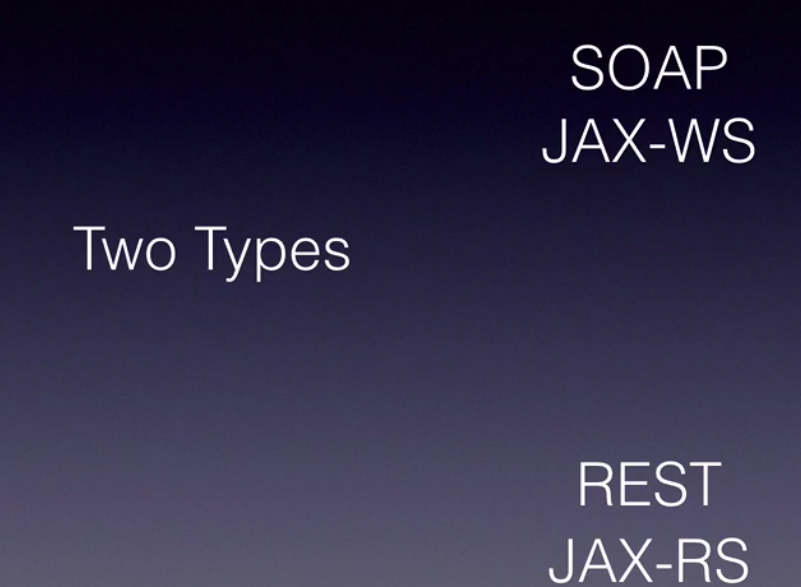 SOAP
JAX-WS
Two Types
REST
JAX-RS